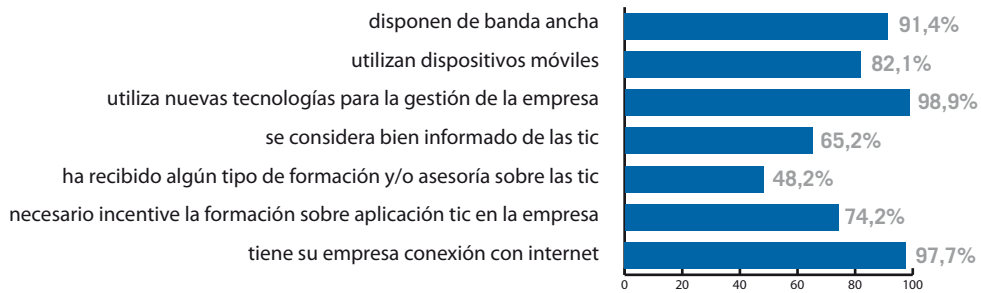 disponen de banda ancha 91,4%
utilizan dispositivos móviles 82,1%
utiliza nuevas tecnologías para la gestión de la empresa 98,9%
se considera bien informado de las tic 65,2%
ha recibido algún tipo de formación y/o asesoría sobre las tic 48,2%
necesario incentive la formación sobre aplicación tic en la empresa 74,2%
tiene su empresa conexión con internet 97,7%
0 20 40 60 80 100